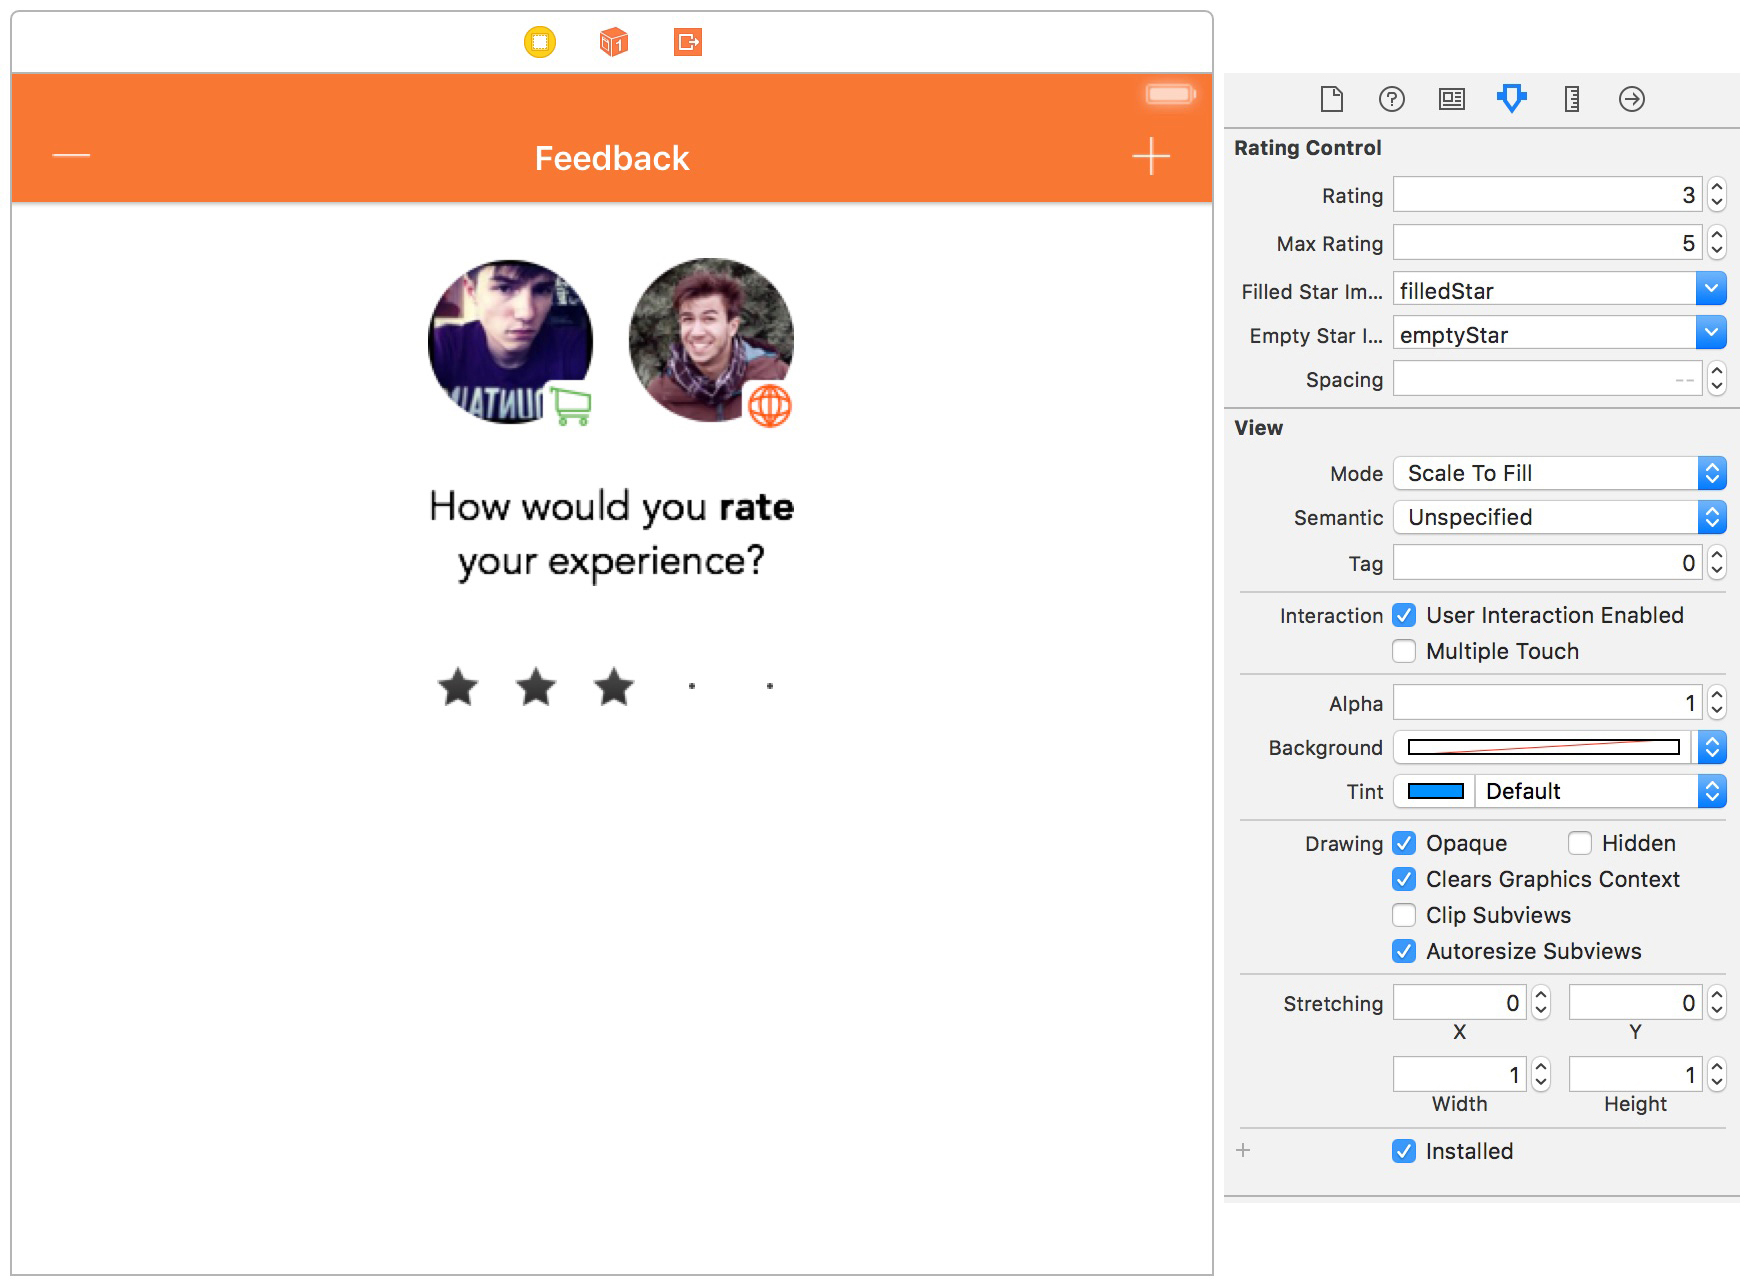 Feedback
How would you rate
your experience?
Rating Control
Rating 3
Max Rating 5
Filled Star Im... filledStar
Empty Star I... emptyStar
Spacing --
View
Mode Scale To Fill
Semantic Unspecified
Tag 0
Interaction User Interaction Enabled
Multiple Touch
Alpha 1
Background
Tint Default
Drawing Opaque Hidden
Clears Graphics Context
Clip Subviews
Autoresize Subviews
Stretching 0 0
X Y
1 1
Width Height
+ Installed